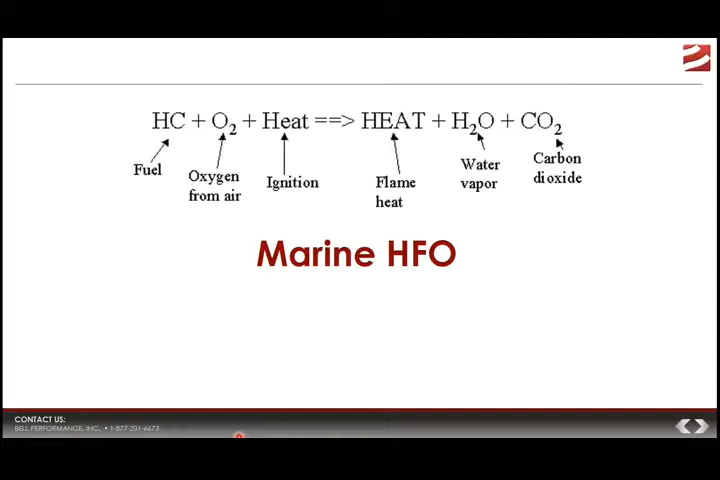 HC + O2 + Heat ==> HEAT + H2O + CO2
Fuel
Oxygen
from air
Ignition
Flame
heat
Water
vapor
Carbon
dioxide
Marine HFO
CONTACT US:
BELL PERFORMANCE, INC. • 1-877-231-6673